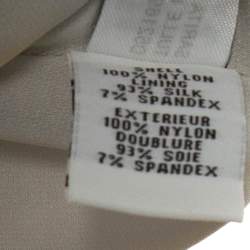 SHELL
100% NYLON
LINING
93% SILK
7% SPANDEX
EXTERIEUR
100% NYLON
DOUBLURE
93% SOIE
7% SPANDEX